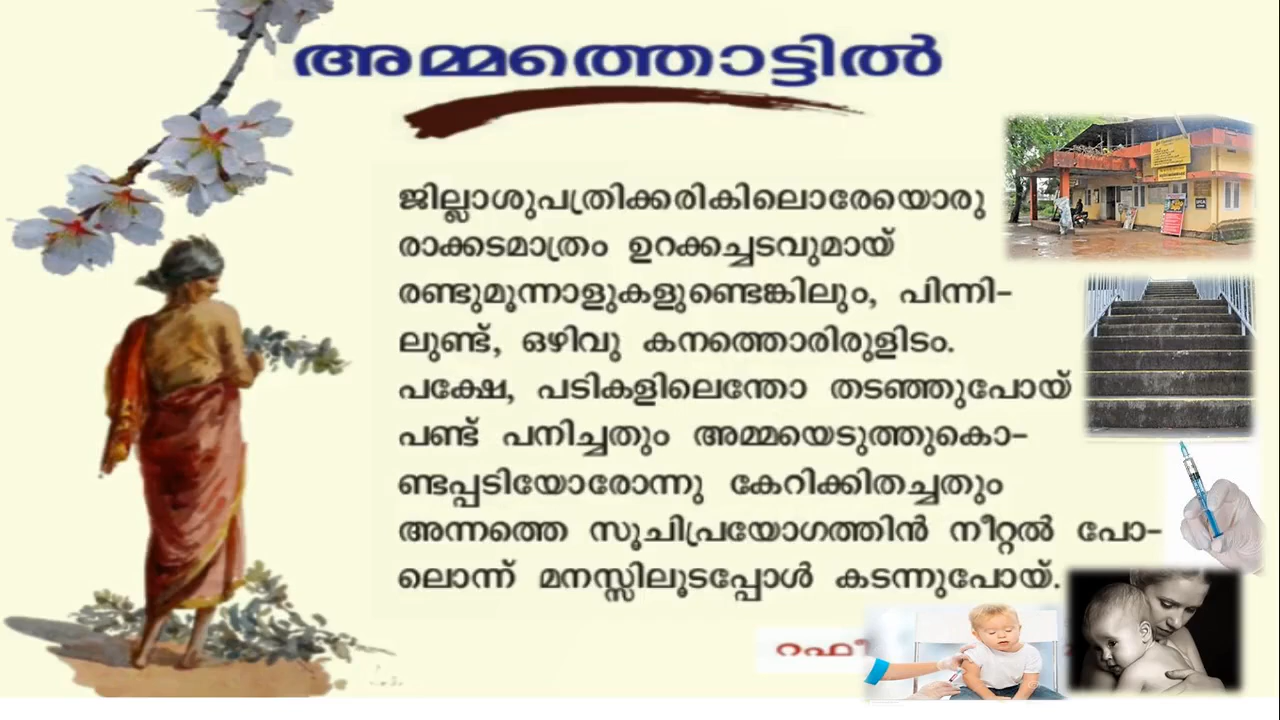 അമ്മത്തൊട്ടിൽ
ജില്ലാശുപത്രിക്കരികിലൊരേയൊരു
രാക്കടമാത്രം ഉറക്കച്ചടവുമായ്
രണ്ടുമൂന്നാളുകളുണ്ടെങ്കിലും, പിന്നി-
ലുണ്ട്, ഒഴിവു കനത്തൊരിരുളിടം.
പക്ഷേ, പടികളിലെന്തോ തടഞ്ഞുപോയ്
പണ്ട് പനിച്ചതും അമ്മയെടുത്തുകൊ-
ണ്ടപ്പടിയോരോന്നു കേറിക്കിതച്ചതും
അന്നത്തെ സൂചിപ്രയോഗത്തിൻ നീറ്റൽ പോ-
ലൊന്ന് മനസ്സിലൂടപ്പോൾ കടന്നുപോയ്.